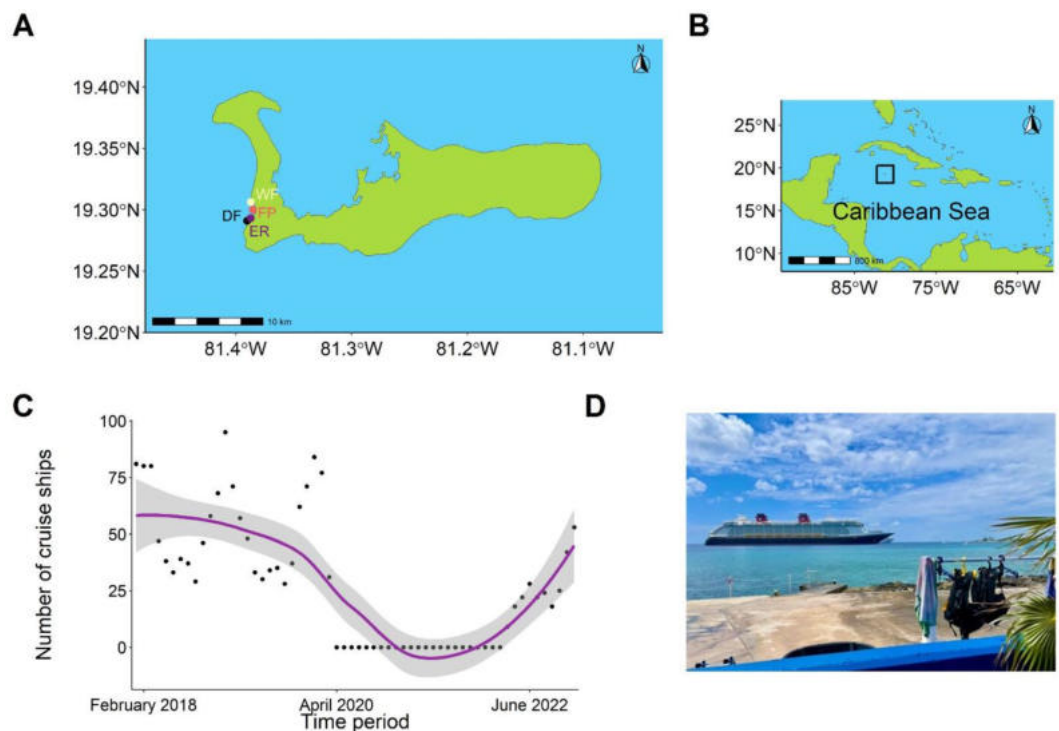 A
N
19.40°N
19.35°N
19.30°N
19.25°N
19.20°N
WF
FP
DF
ER
10 km
81.4°W
81.3°W
81.2°W
81.1°W
B
N
25°N
20°N
15°N
10°N
Caribbean Sea
800 km
85°W
75°W
65°W
C
Number of cruise ships
100
75
50
25
0
February 2018
April 2020
June 2022
Time period
D